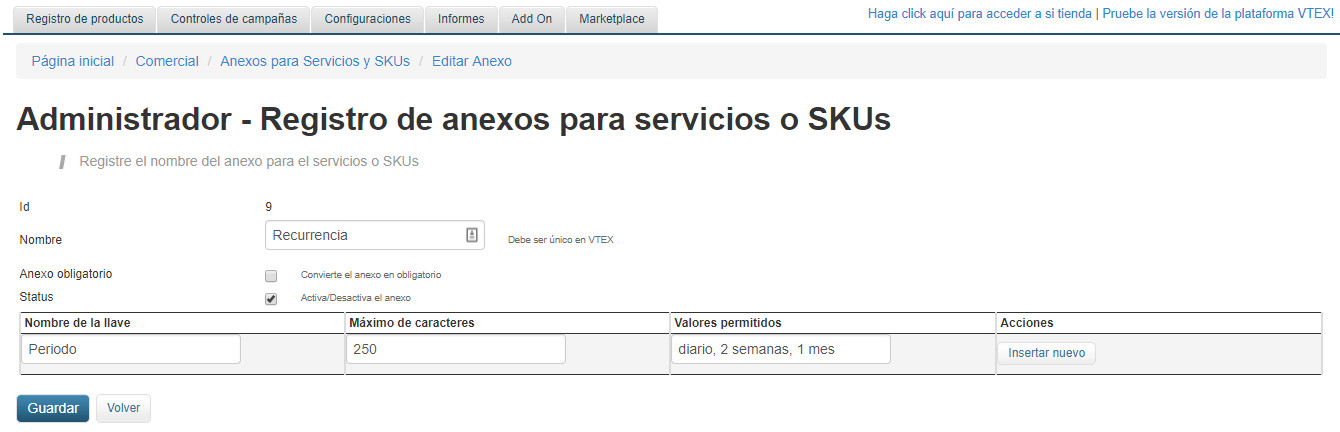 Registro de productos Controles de campañas Configuraciones Informes Add On Marketplace Haga click aquí para acceder a si tienda | Pruebe la versión de la plataforma VTEX!
Página inicial / Comercial / Anexos para Servicios y SKUs / Editar Anexo
Administrador - Registro de anexos para servicios o SKUs
Registre el nombre del anexo para el servicios o SKUs
Id 9
Nombre Recurrencia Debe ser único en VTEX
Anexo obligatorio Convierte el anexo en obligatorio
Status Activa/Desactiva el anexo
Nombre de la llave Máximo de caracteres Valores permitidos Acciones
Periodo 250 diario, 2 semanas, 1 mes Insertar nuevo
Guardar Volver